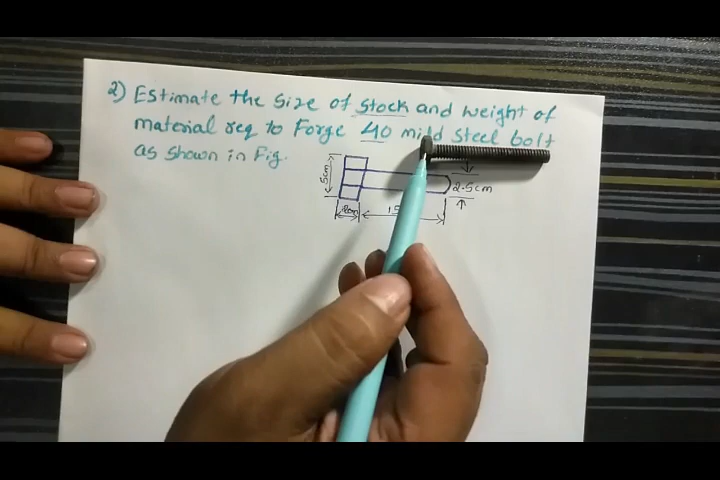 2) Estimate the size of stock and weight of
material req to Forge 40 mild steel bolt
as shown in Fig.
5cm
2.5cm
2cm